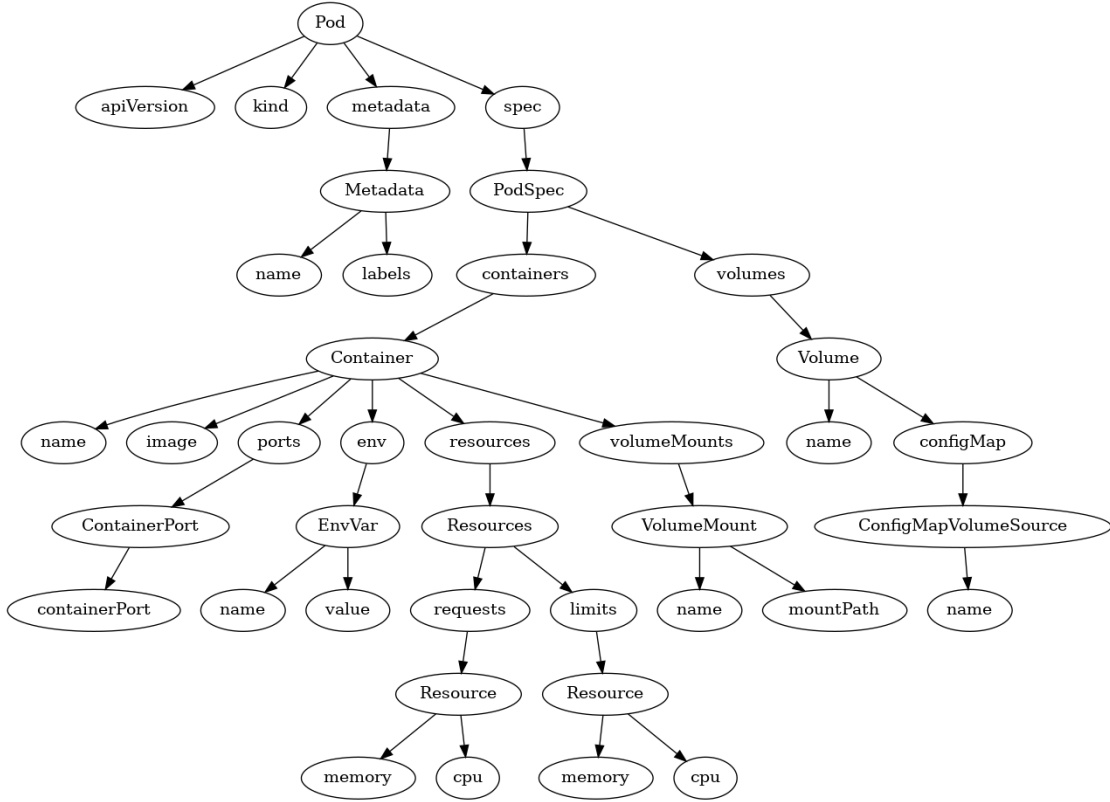 Pod
apiVersion
kind
metadata
spec
Metadata
PodSpec
name
labels
containers
volumes
Container
Volume
name
image
ports
env
resources
volumeMounts
name
configMap
ContainerPort
EnvVar
Resources
VolumeMount
ConfigMapVolumeSource
containerPort
name
value
requests
limits
name
mountPath
name
Resource
Resource
memory
cpu
memory
cpu